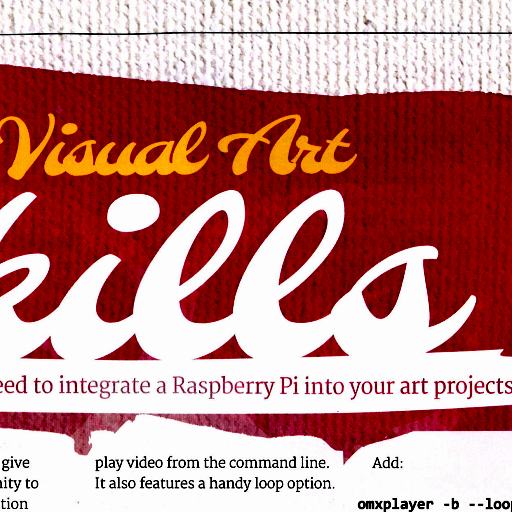 Visual Art
kills
eed to integrate a Raspberry Pi into your art projects
give
ity to
tion
play video from the command line.
It also features a handy loop option.
Add:
omxplayer -b --loop